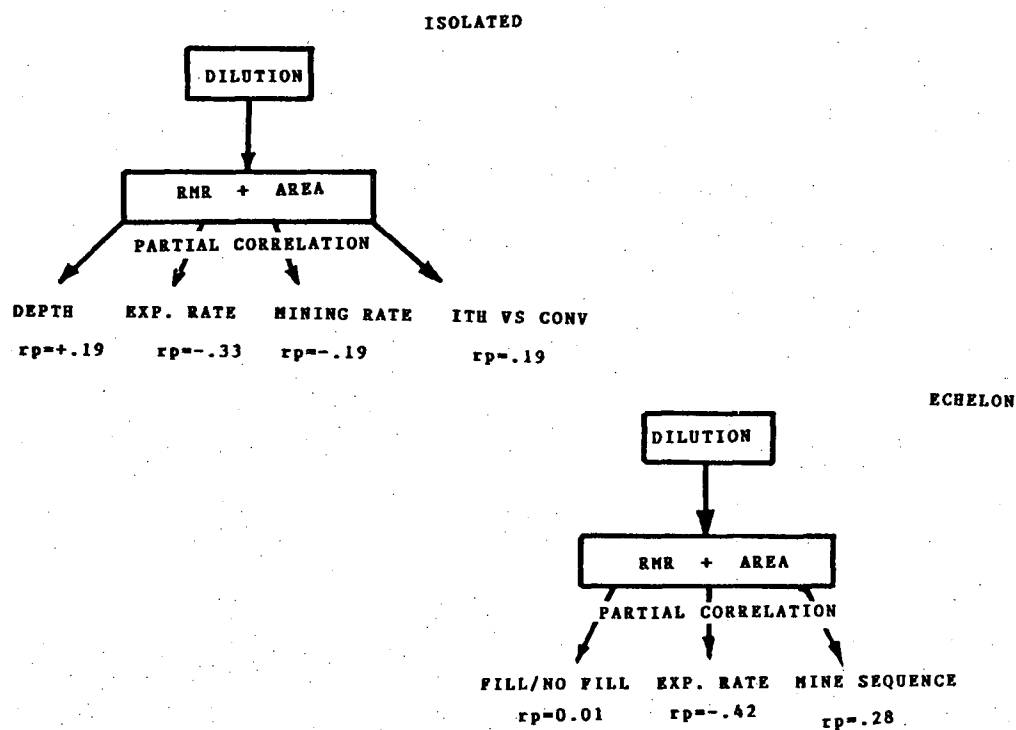 ISOLATED
DILUTION
RMR + AREA
PARTIAL CORRELATION
DEPTH EXP. RATE MINING RATE ITH VS CONV
rp=+.19 rp=-.33 rp=-.19 rp=.19
ECHELON
DILUTION
RMR + AREA
PARTIAL CORRELATION
FILL/NO FILL EXP. RATE MINE SEQUENCE
rp=0.01 rp=-.42 rp=.28